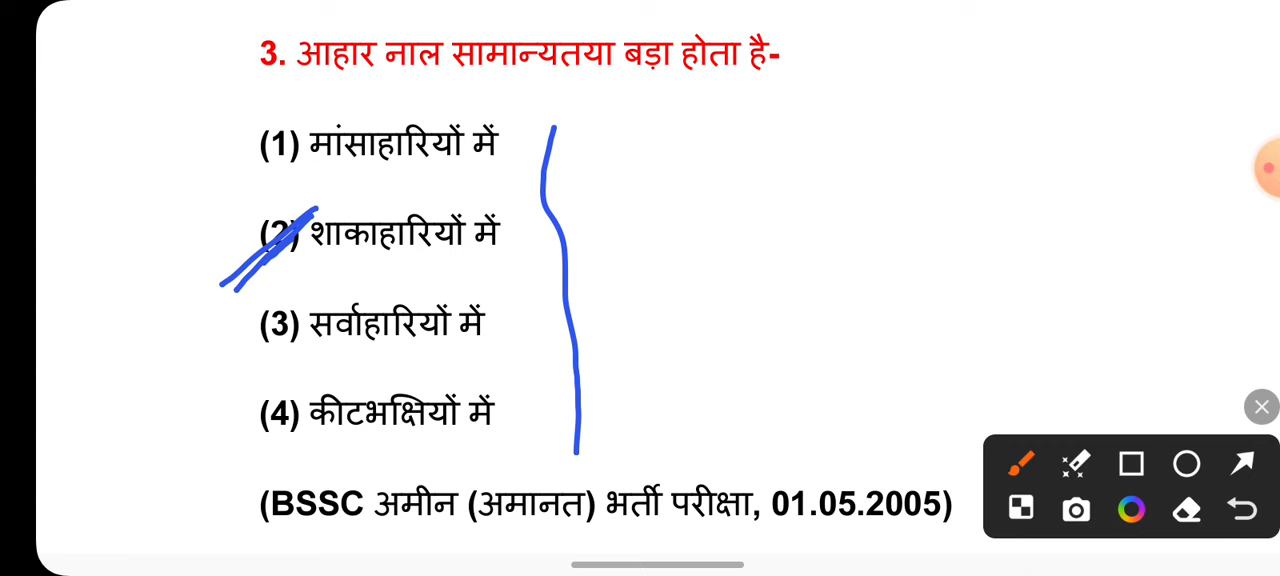 3. आहार नाल सामान्यतया बड़ा होता है-
(1) मांसाहारियों में
(2) शाकाहारियों में
(3) सर्वाहारियों में
(4) कीटभक्षियों में
(BSSC अमीन (अमानत) भर्ती परीक्षा, 01.05.2005)